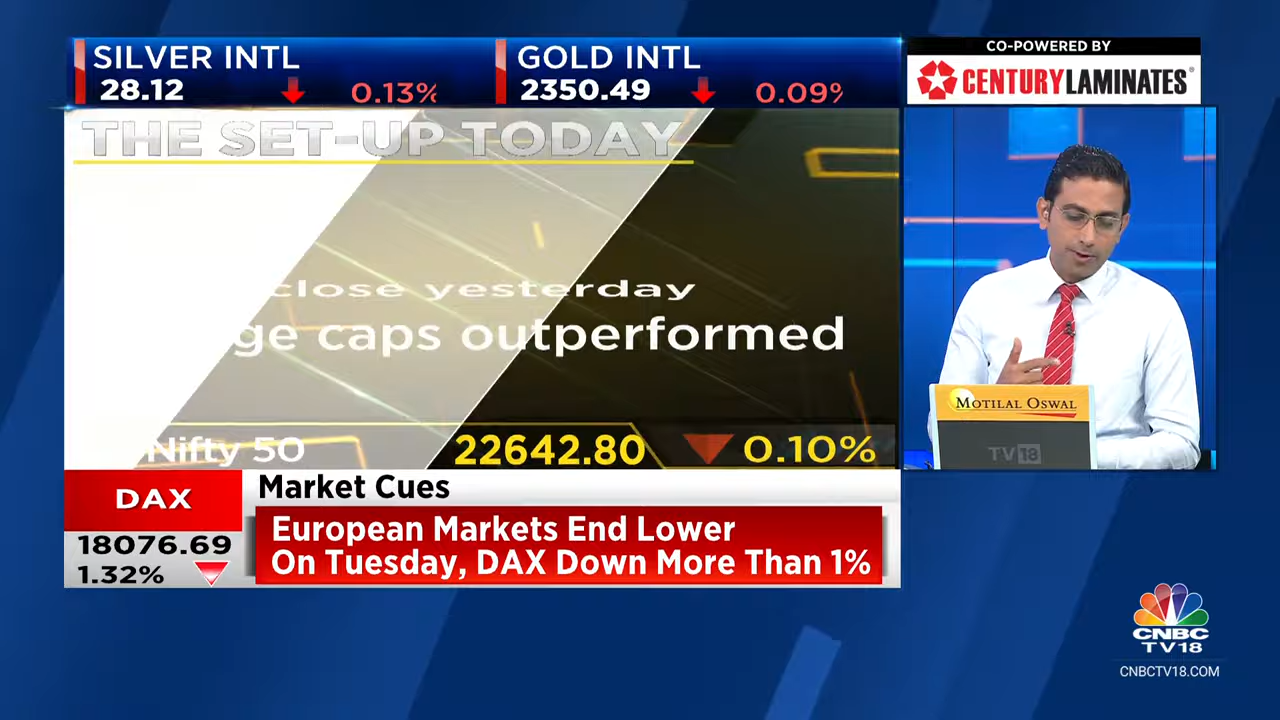 SILVER INTL
28.12 0.13%
GOLD INTL
2350.49 0.09%
CO-POWERED BY
CENTURYLAMINATES®
THE SET-UP TODAY
close yesterday
caps outperformed
Nifty 50 22642.80 0.10%
MOTILAL OSWAL
TV18
DAX
18076.69
1.32%
Market Cues
European Markets End Lower
On Tuesday, DAX Down More Than 1%
CNBC
TV18
CNBCTV18.COM